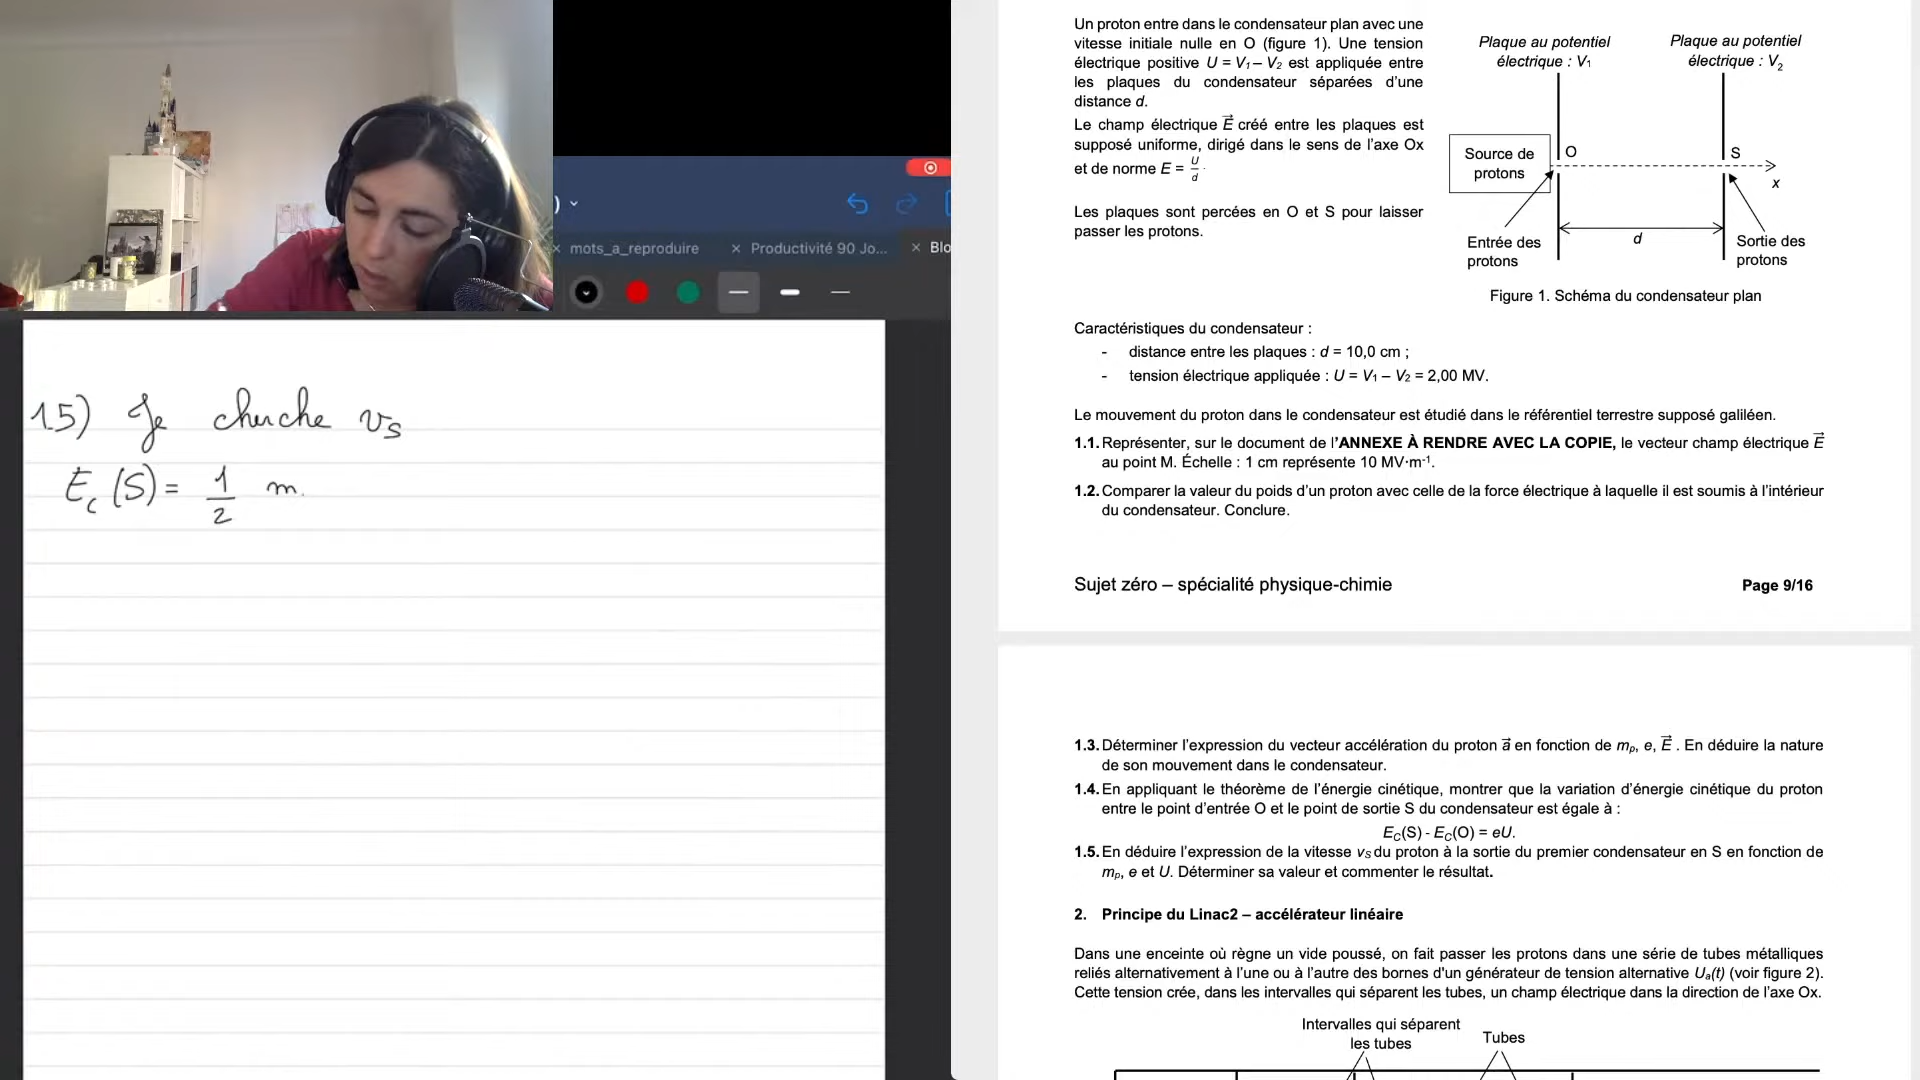 ) 
mots_a_reproduire
Productivité 90 Jo...
Blo
1.5) Je cherche vS
Ec (S) = 1/2 m
Un proton entre dans le condensateur plan avec une
vitesse initiale nulle en O (figure 1). Une tension
électrique positive U = V1 – V2 est appliquée entre
les plaques du condensateur séparées d'une
distance d.
Le champ électrique E⃗ créé entre les plaques est
supposé uniforme, dirigé dans le sens de l'axe Ox
et de norme E = U/d .
Les plaques sont percées en O et S pour laisser
passer les protons.
Plaque au potentiel
électrique : V1
Plaque au potentiel
électrique : V2
Source de
protons
O
S
x
d
Entrée des
protons
Sortie des
protons
Figure 1. Schéma du condensateur plan
Caractéristiques du condensateur :
- distance entre les plaques : d = 10,0 cm ;
- tension électrique appliquée : U = V1 – V2 = 2,00 MV.
Le mouvement du proton dans le condensateur est étudié dans le référentiel terrestre supposé galiléen.
1.1. Représenter, sur le document de l'ANNEXE À RENDRE AVEC LA COPIE, le vecteur champ électrique E⃗
au point M. Échelle : 1 cm représente 10 MV·m-1.
1.2. Comparer la valeur du poids d'un proton avec celle de la force électrique à laquelle il est soumis à l'intérieur
du condensateur. Conclure.
Sujet zéro – spécialité physique-chimie
Page 9/16
1.3. Déterminer l'expression du vecteur accélération du proton a⃗ en fonction de mp, e, E⃗ . En déduire la nature
de son mouvement dans le condensateur.
1.4. En appliquant le théorème de l'énergie cinétique, montrer que la variation d'énergie cinétique du proton
entre le point d'entrée O et le point de sortie S du condensateur est égale à :
EC(S) - EC(O) = eU.
1.5. En déduire l'expression de la vitesse vS du proton à la sortie du premier condensateur en S en fonction de
mp, e et U. Déterminer sa valeur et commenter le résultat.
2. Principe du Linac2 – accélérateur linéaire
Dans une enceinte où règne un vide poussé, on fait passer les protons dans une série de tubes métalliques
reliés alternativement à l'une ou à l'autre des bornes d'un générateur de tension alternative Ua(t) (voir figure 2).
Cette tension crée, dans les intervalles qui séparent les tubes, un champ électrique dans la direction de l'axe Ox.
Intervalles qui séparent
les tubes
Tubes